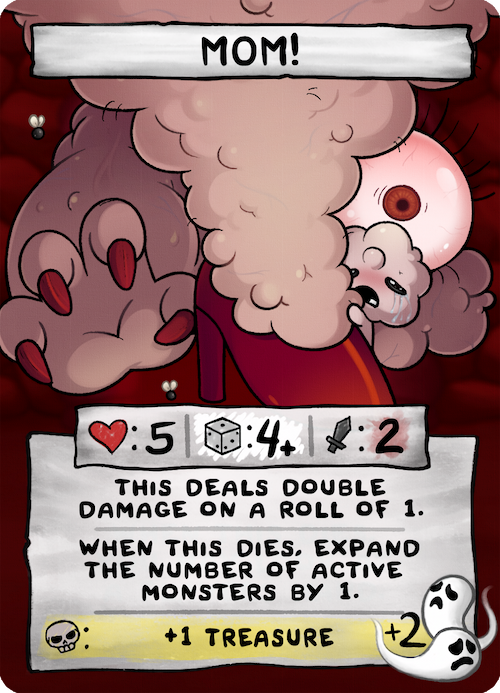 MOM!
:5 :4+ :2
THIS DEALS DOUBLE
DAMAGE ON A ROLL OF 1.
WHEN THIS DIES, EXPAND
THE NUMBER OF ACTIVE
MONSTERS BY 1.
: +1 TREASURE +2